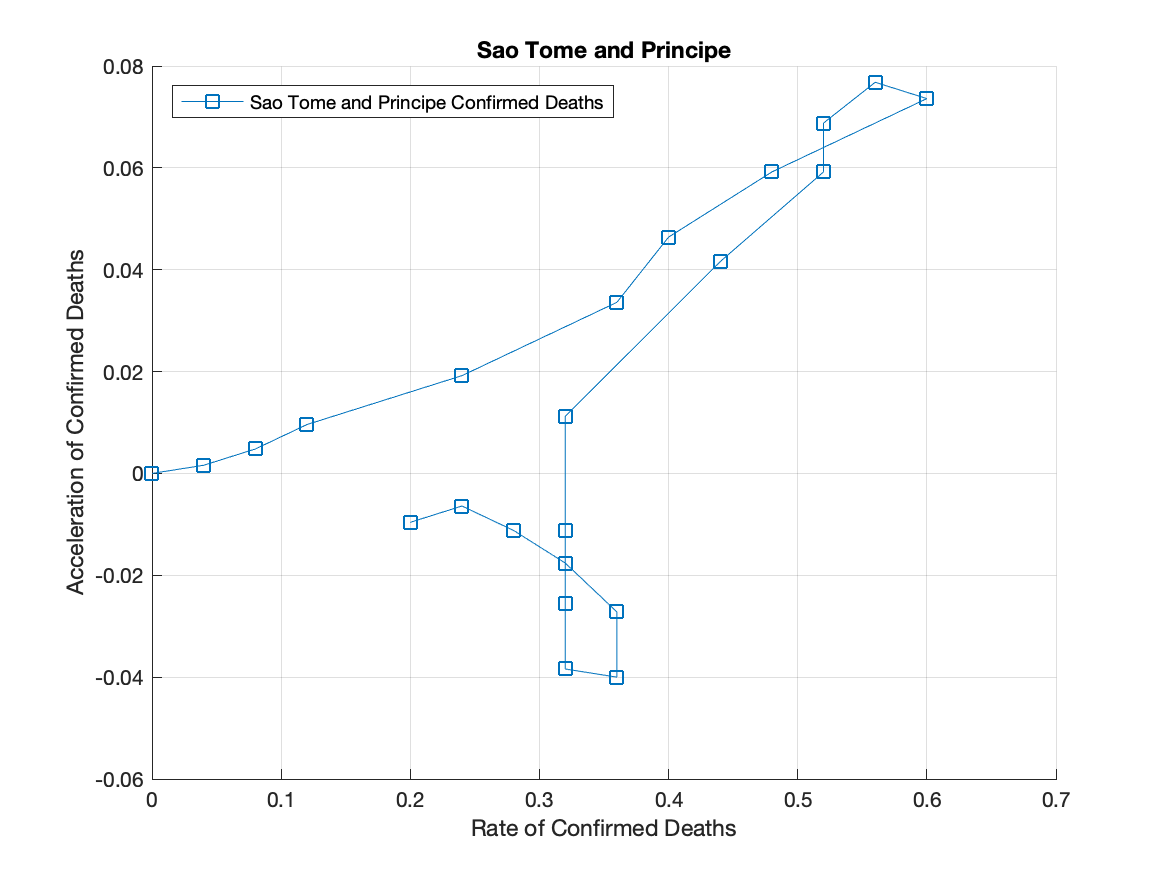 Sao Tome and Principe
Sao Tome and Principe Confirmed Deaths
Acceleration of Confirmed Deaths
0.08
0.06
0.04
0.02
0
-0.02
-0.04
-0.06
0 0.1 0.2 0.3 0.4 0.5 0.6 0.7
Rate of Confirmed Deaths